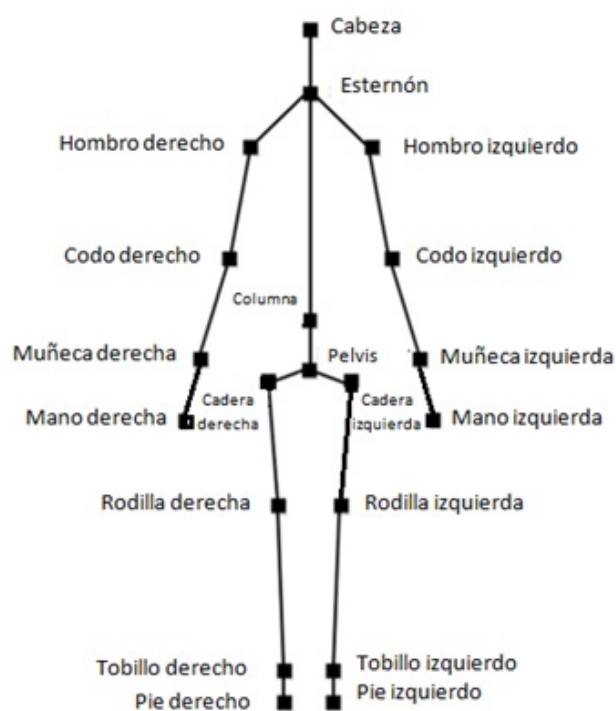 Cabeza
Esternón
Hombro derecho
Hombro izquierdo
Codo derecho
Codo izquierdo
Columna
Muñeca derecha
Pelvis
Muñeca izquierda
Cadera
derecha
Cadera
izquierda
Mano derecha
Mano izquierda
Rodilla derecha
Rodilla izquierda
Tobillo derecho
Tobillo izquierdo
Pie derecho
Pie izquierdo